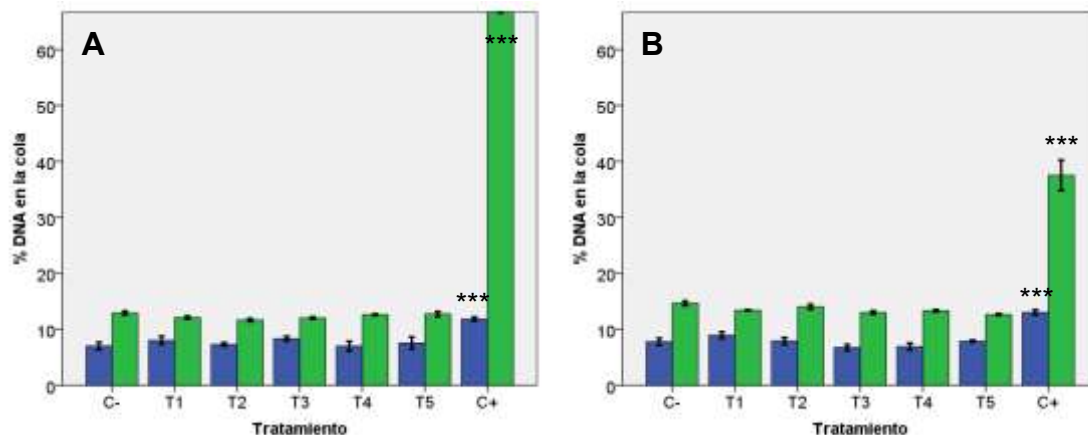 A
***
***
60
50
40
30
20
10
0
% DNA en la cola
C- T1 T2 T3 T4 T5 C+
Tratamiento
B
***
***
60
50
40
30
20
10
0
% DNA en la cola
C- T1 T2 T3 T4 T5 C+
Tratamiento